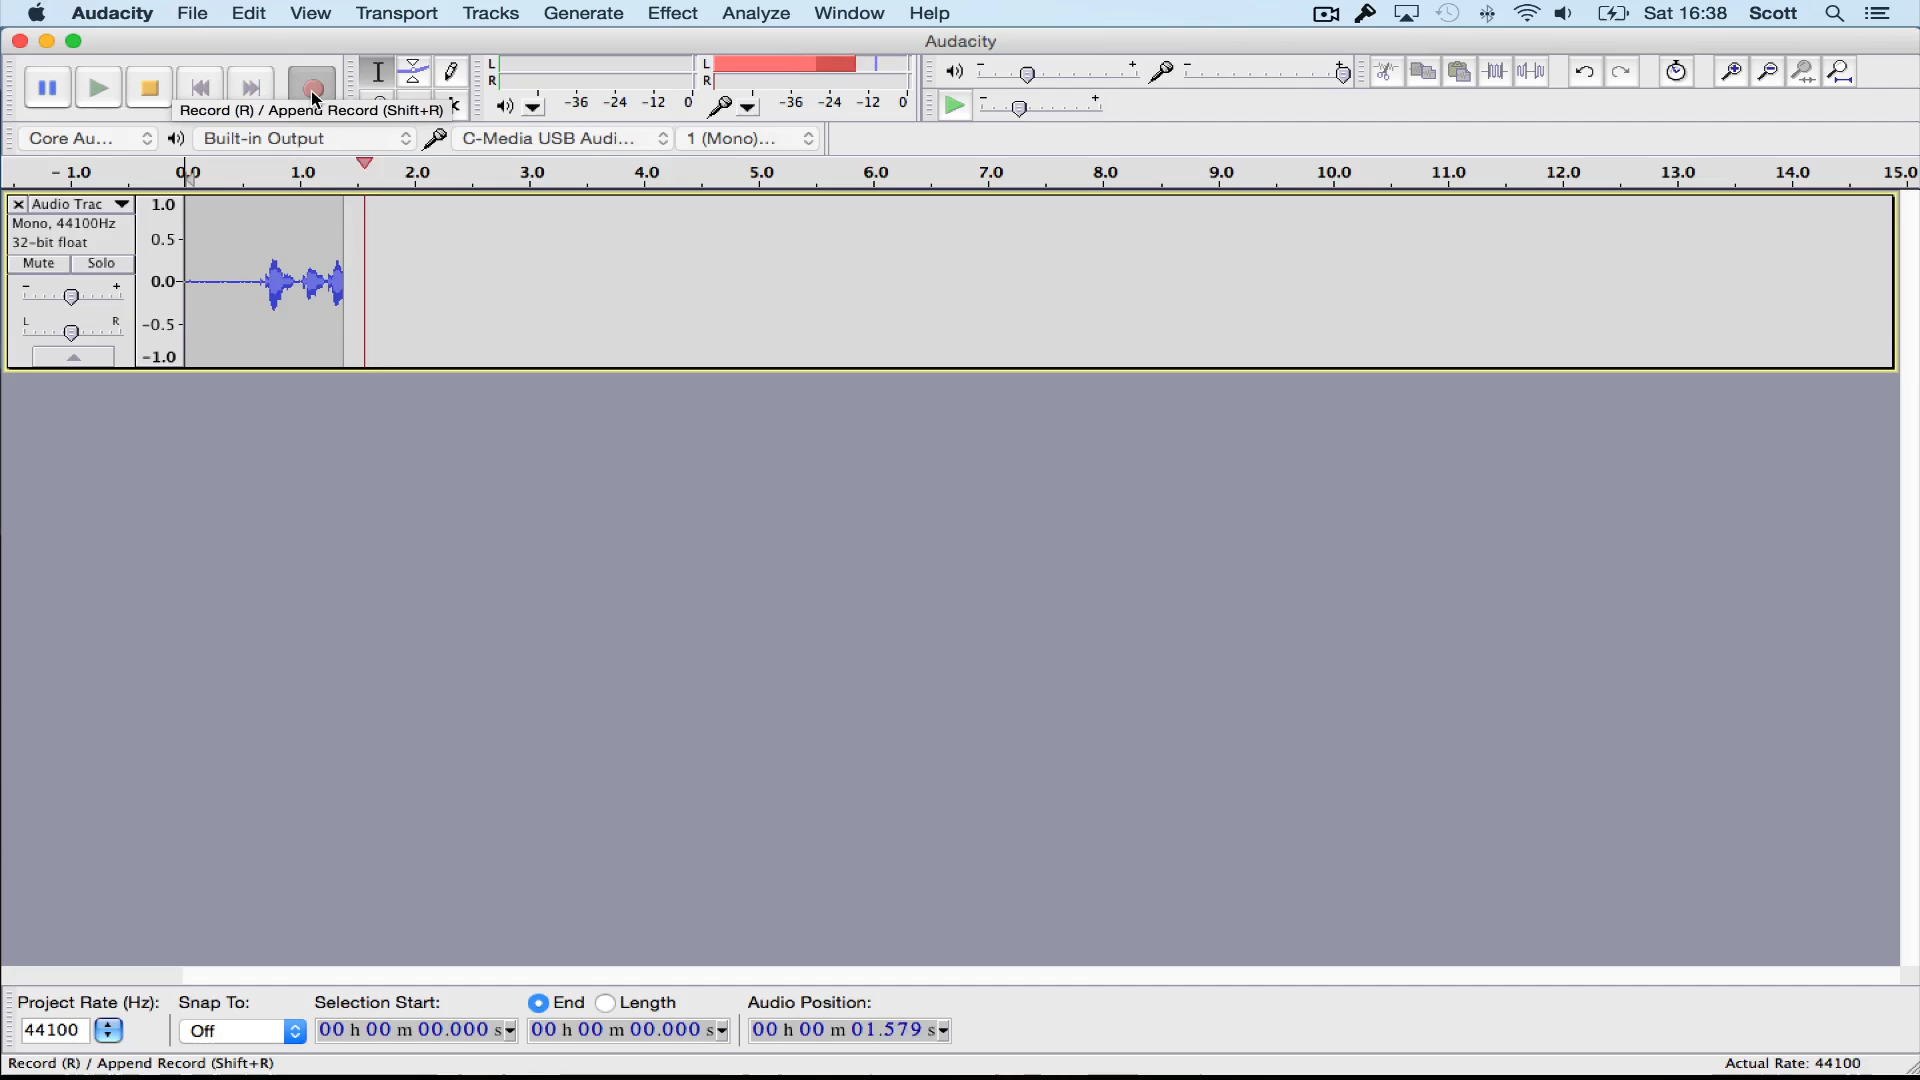 Audacity File Edit View Transport Tracks Generate Effect Analyze Window Help Sat 16:38 Scott
Audacity
L L
R R
-36 -24 -12 0 -36 -24 -12 0
Record (R) / Append Record (Shift+R)
Core Au... Built-in Output C-Media USB Audi... 1 (Mono)...
- 1.0 0.0 1.0 2.0 3.0 4.0 5.0 6.0 7.0 8.0 9.0 10.0 11.0 12.0 13.0 14.0 15.0
Audio Trac 1.0
Mono, 44100Hz
32-bit float 0.5
Mute Solo
- + 0.0
L R -0.5
-1.0
Project Rate (Hz): Snap To: Selection Start: End Length Audio Position:
44100 Off 00 h 00 m 00.000 s 00 h 00 m 00.000 s 00 h 00 m 01.579 s
Record (R) / Append Record (Shift+R) Actual Rate: 44100